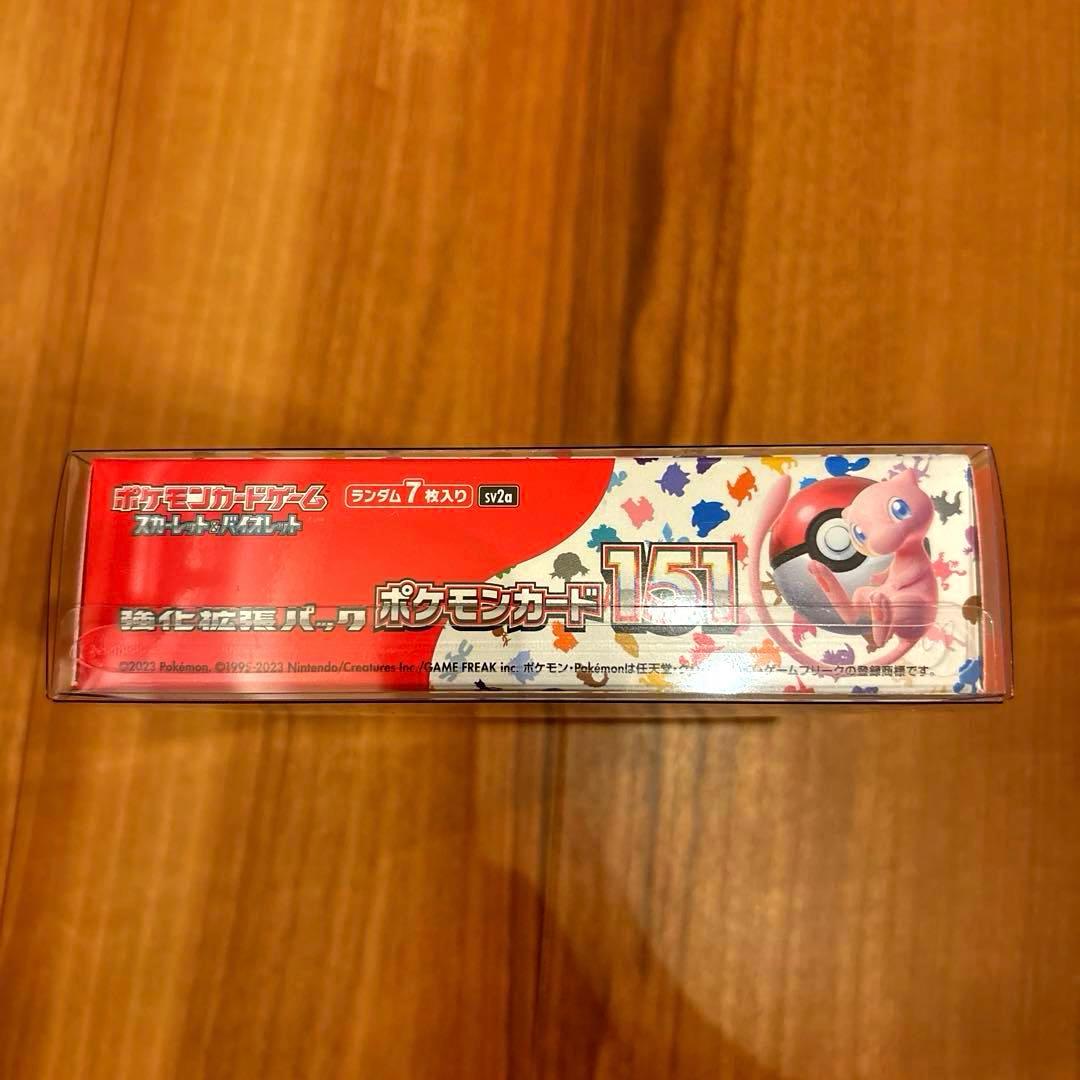 ポケモンカードゲーム
スカーレット&バイオレット
ランダム7枚入り sv2a
強化拡張パック ポケモンカード151
©2023 Pokémon. ©1995-2023 Nintendo/Creatures Inc./GAME FREAK inc. ポケモン・Pokémonは任天堂・ ゲームフリークの登録商標です。